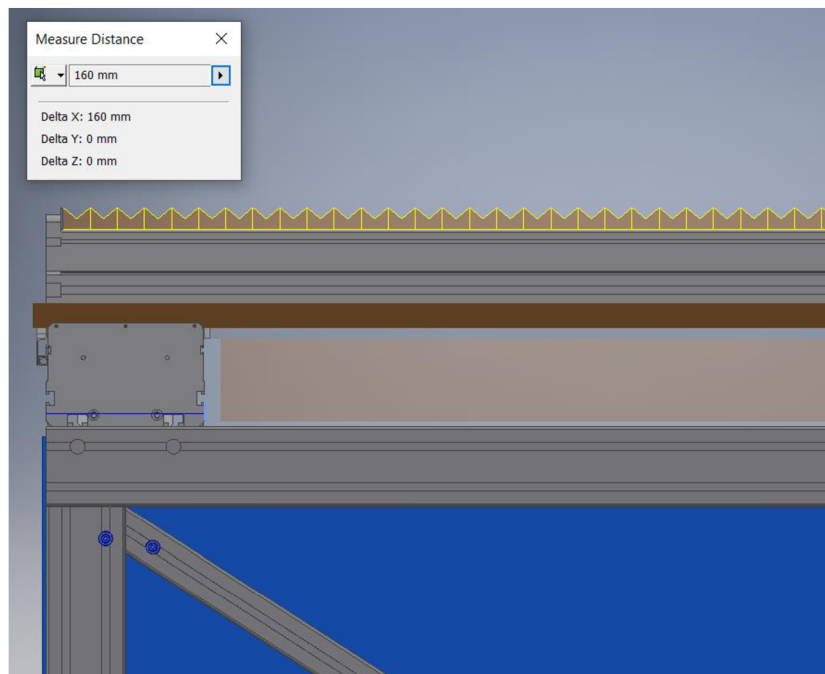 Measure Distance
160 mm
Delta X: 160 mm
Delta Y: 0 mm
Delta Z: 0 mm